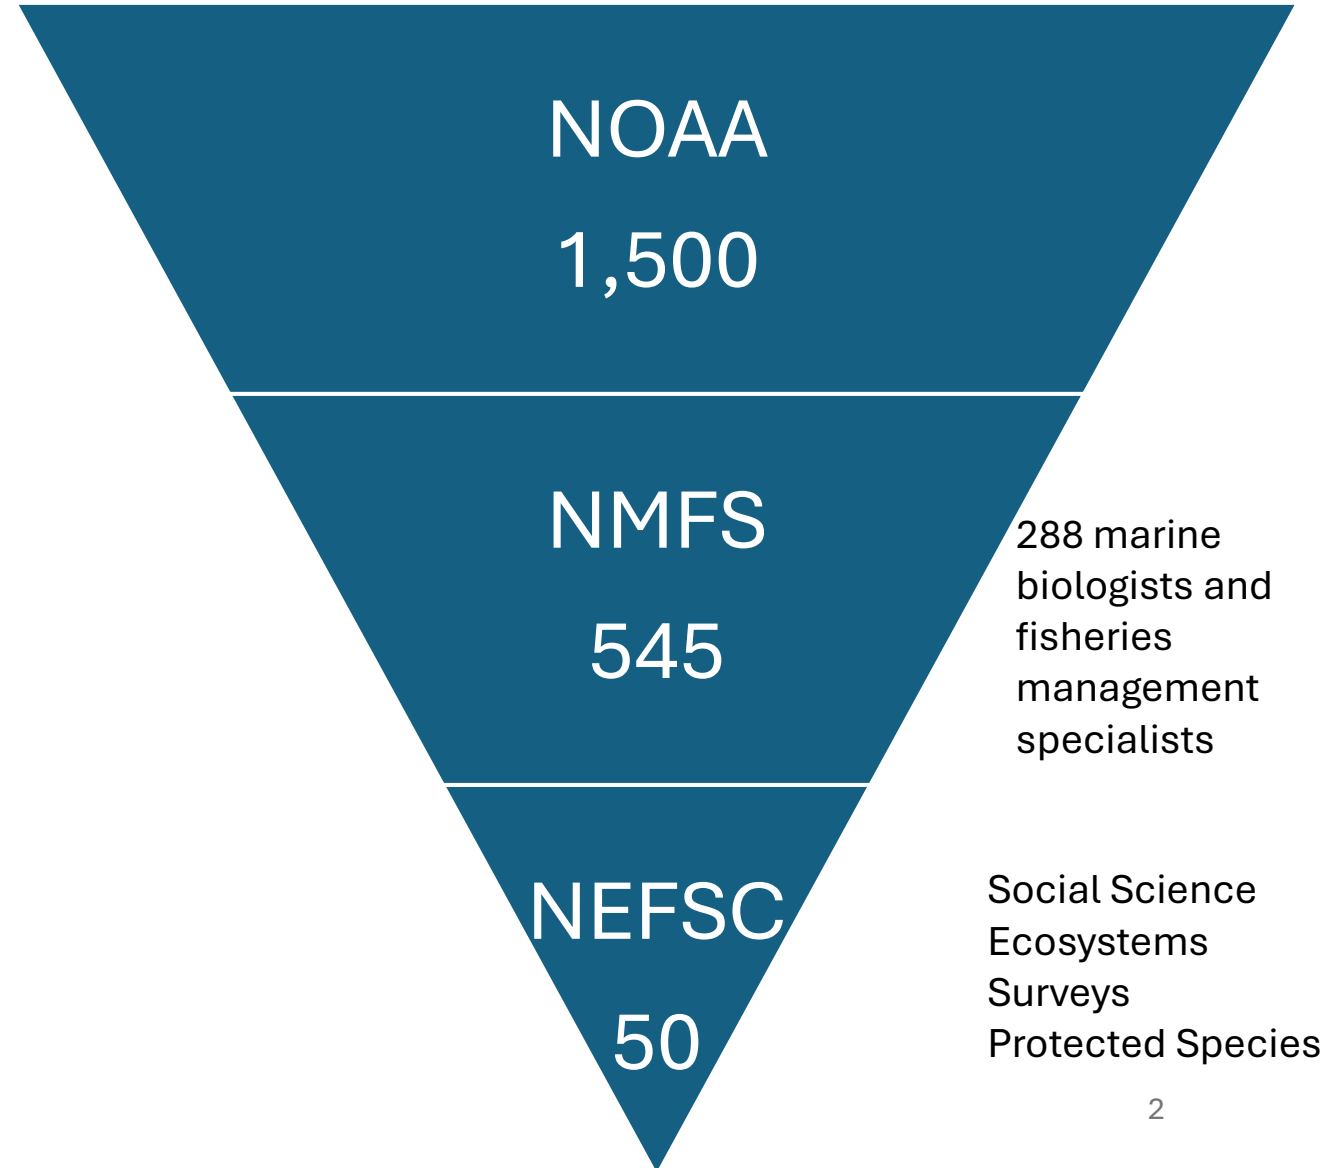 NOAA
1,500
NMFS
545
288 marine
biologists and
fisheries
management
specialists
NEFSC
50
Social Science
Ecosystems
Surveys
Protected Species
2